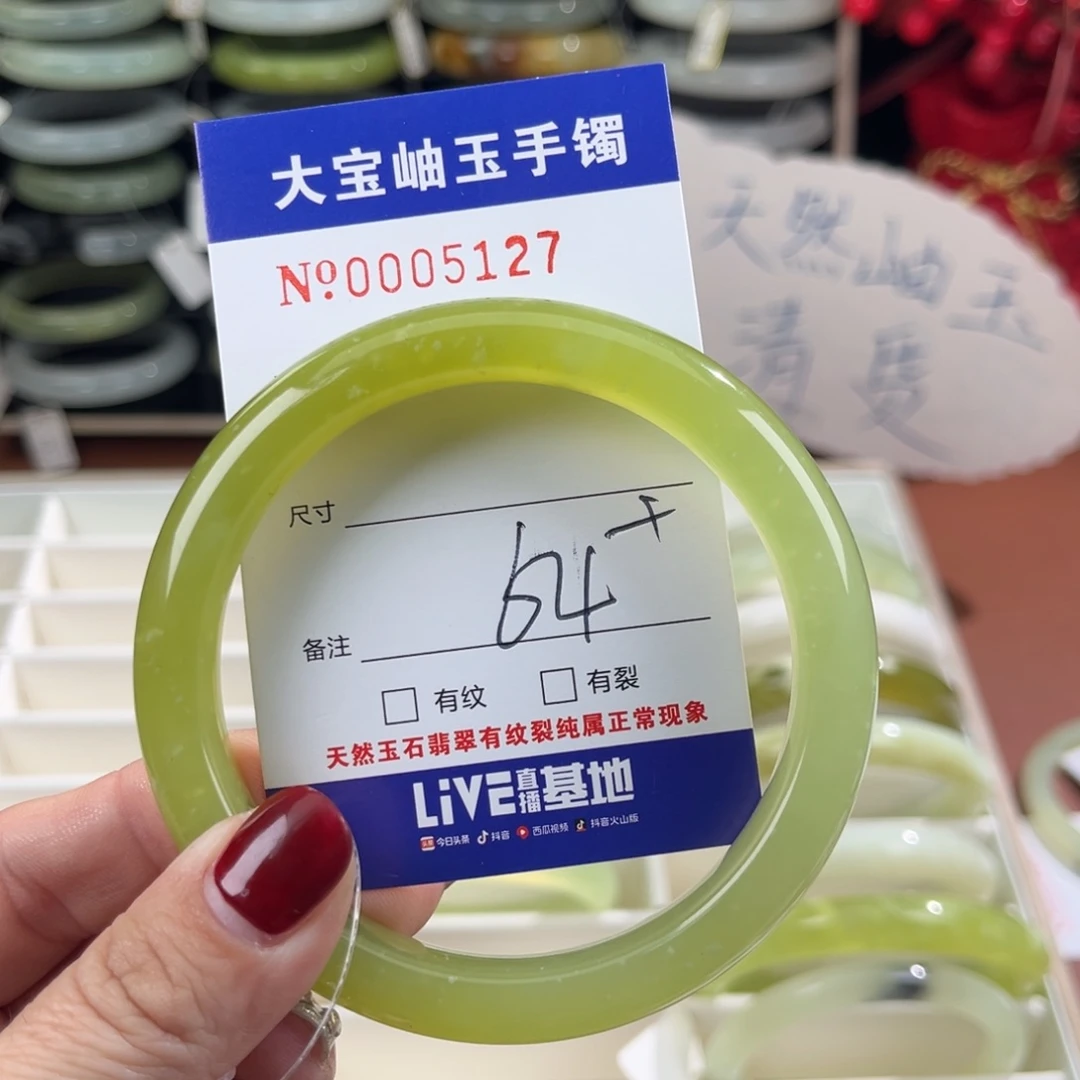 大宝岫玉手镯
№0005127
天然岫玉
清度
尺寸
64+
备注
有纹
有裂
天然玉石翡翠有纹裂纯属正常现象
LiVE直播基地
头条 今日头条 抖音 西瓜视频 抖音火山版